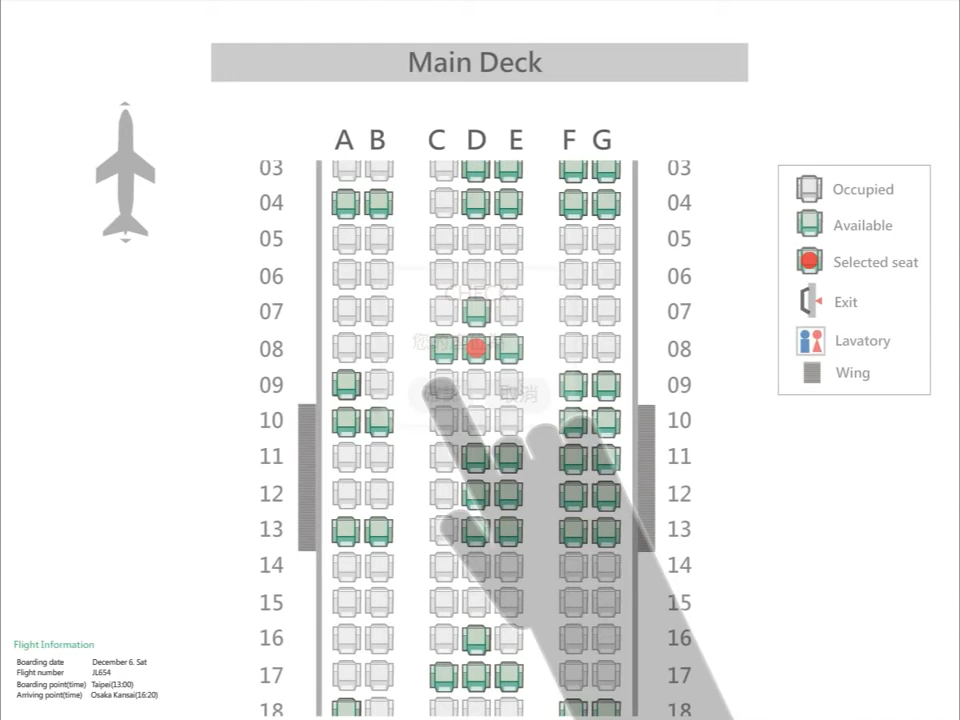 Main Deck
A B C D E F G
03 03
04 04
05 05
06 06
07 07
CHECK
08 08
09 取消 09
10 10
11 11
12 12
13 13
14 14
15 15
16 16
17 17
18 18
Occupied
Available
Selected seat
Exit
Lavatory
Wing
Flight Information
Boarding date December 6. Sat
Flight number JL654
Boarding point(time) Taipei(13:00)
Arriving point(time) Osaka Kansai(16:20)